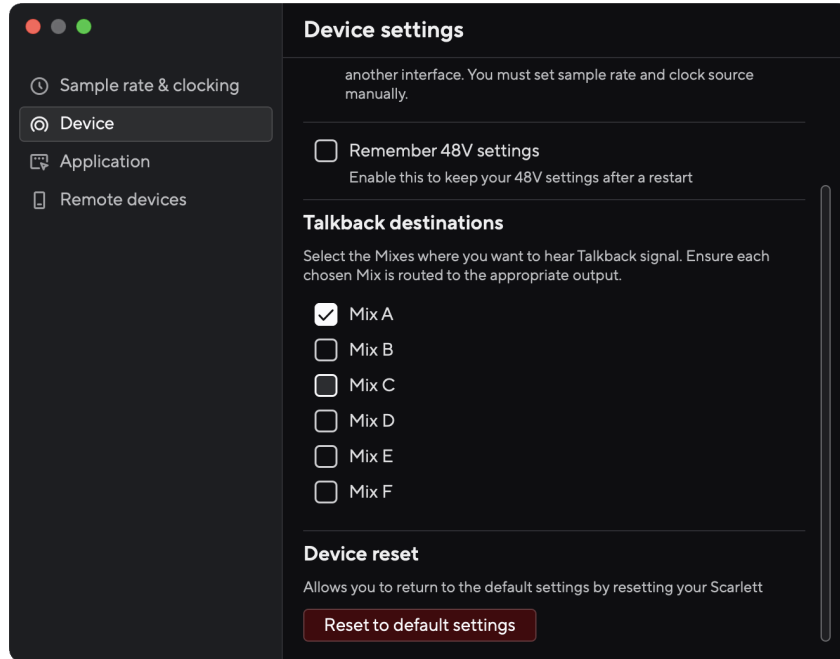 Device settings
Sample rate & clocking
Device
Application
Remote devices
another interface. You must set sample rate and clock source
manually.
Remember 48V settings
Enable this to keep your 48V settings after a restart
Talkback destinations
Select the Mixes where you want to hear Talkback signal. Ensure each
chosen Mix is routed to the appropriate output.
Mix A
Mix B
Mix C
Mix D
Mix E
Mix F
Device reset
Allows you to return to the default settings by resetting your Scarlett
Reset to default settings